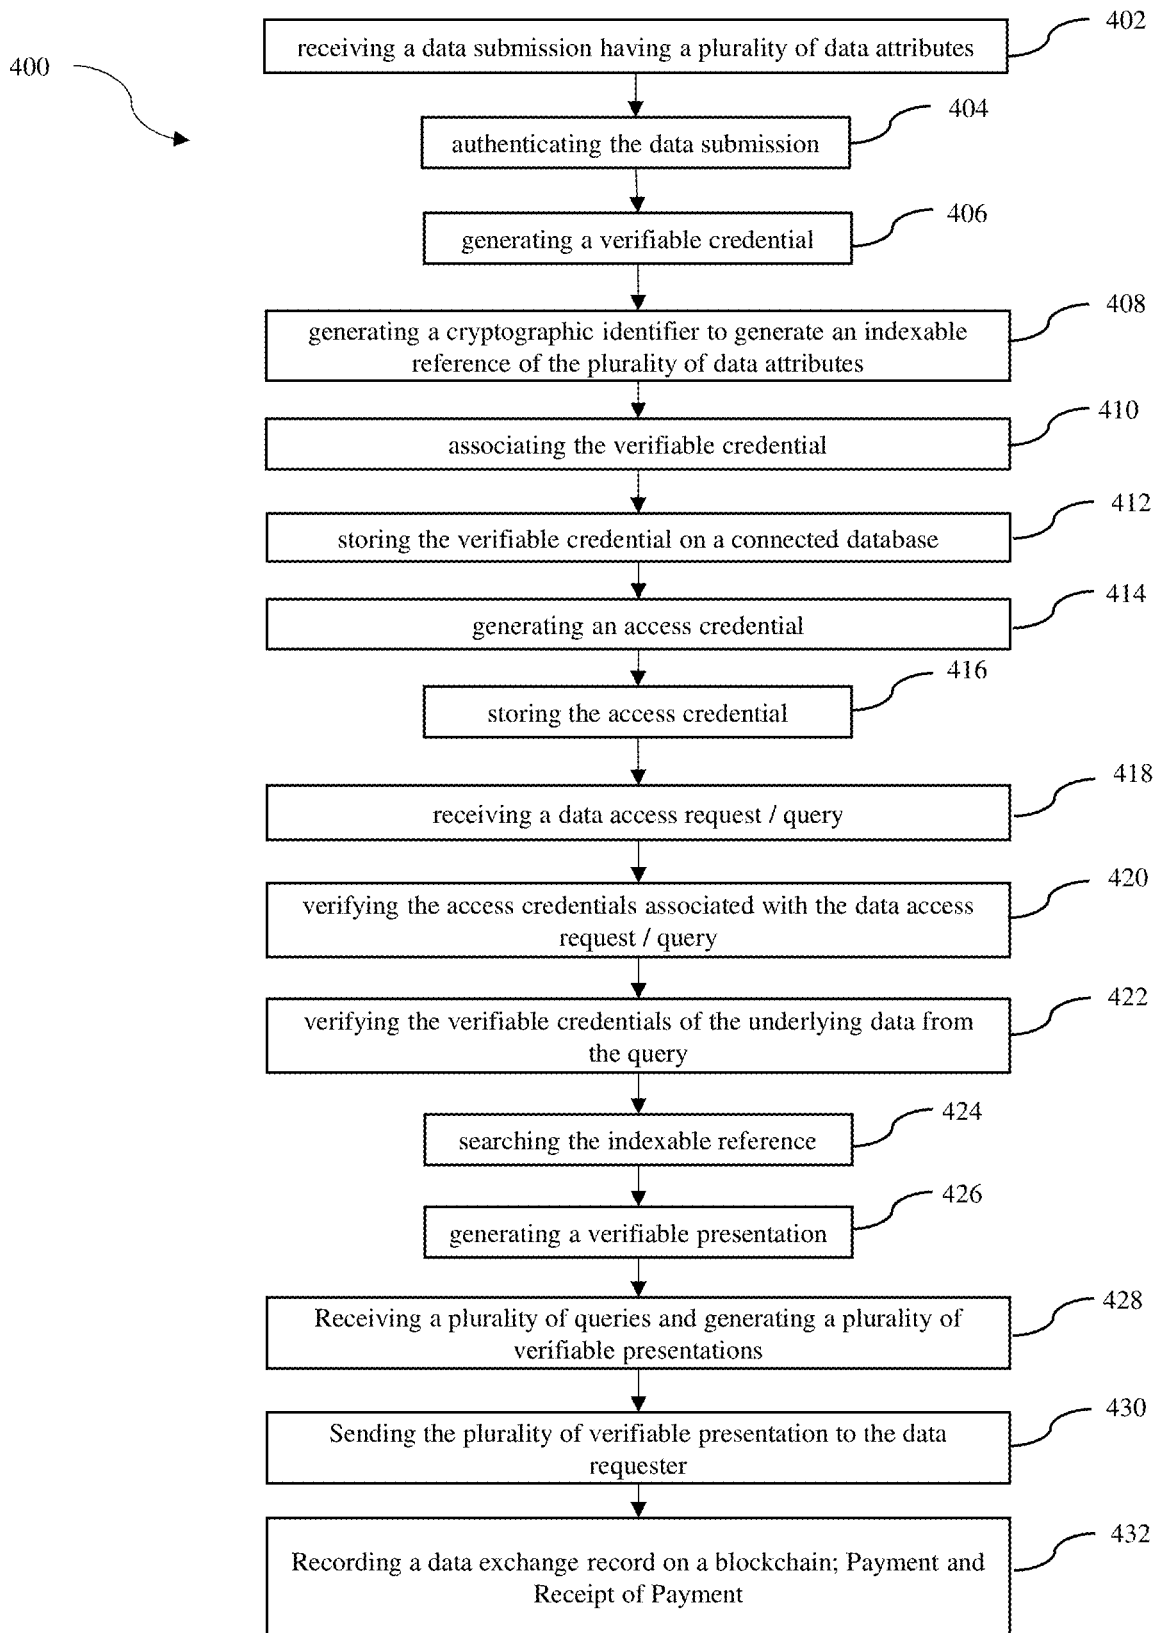 400
receiving a data submission having a plurality of data attributes
402
authenticating the data submission
404
generating a verifiable credential
406
generating a cryptographic identifier to generate an indexable
reference of the plurality of data attributes
408
associating the verifiable credential
410
storing the verifiable credential on a connected database
412
generating an access credential
414
storing the access credential
416
receiving a data access request / query
418
verifying the access credentials associated with the data access
request / query
420
verifying the verifiable credentials of the underlying data from
the query
422
searching the indexable reference
424
generating a verifiable presentation
426
Receiving a plurality of queries and generating a plurality of
verifiable presentations
428
Sending the plurality of verifiable presentation to the data
requester
430
Recording a data exchange record on a blockchain; Payment and
Receipt of Payment
432